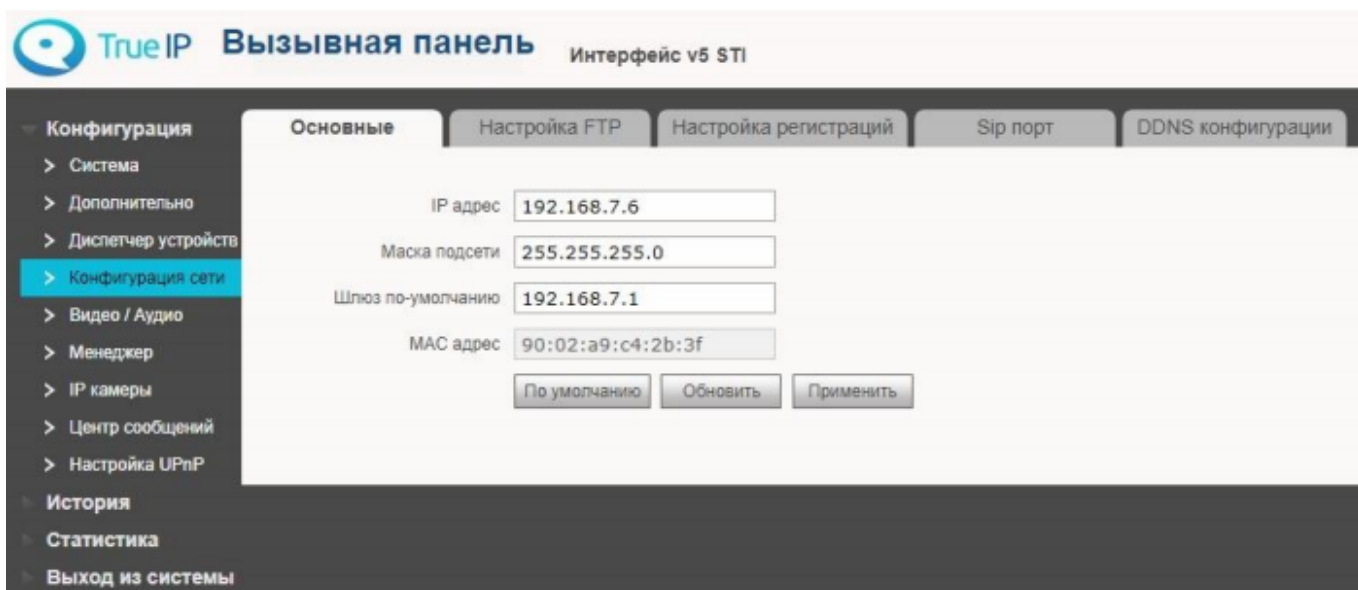 True IP Вызывная панель Интерфейс v5 STI
Конфигурация
Система
Дополнительно
Диспетчер устройств
Конфигурация сети
Видео / Аудио
Менеджер
IP камеры
Центр сообщений
Настройка UPnP
История
Статистика
Выход из системы
Основные Настройка FTP Настройка регистраций Sip порт DDNS конфигурации
IP адрес 192.168.7.6
Маска подсети 255.255.255.0
Шлюз по-умолчанию 192.168.7.1
MAC адрес 90:02:a9:c4:2b:3f
По умолчанию Обновить Применить